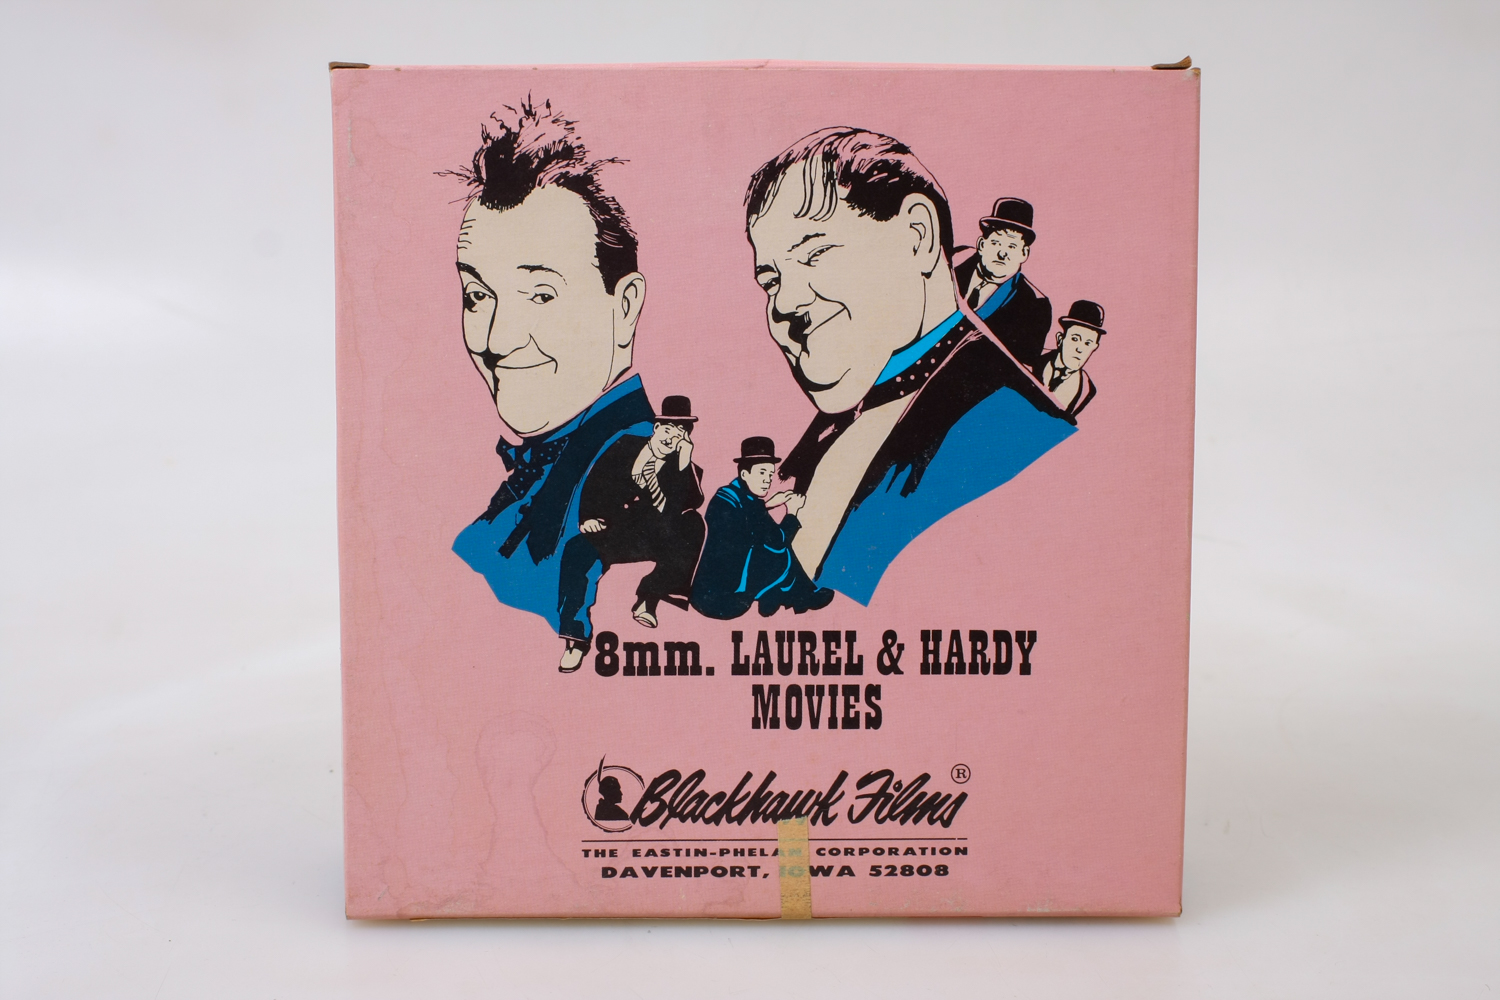 8mm. LAUREL & HARDY
MOVIES
Blackhawk Films ®
THE EASTIN-PHELAN CORPORATION
DAVENPORT, IOWA 52808